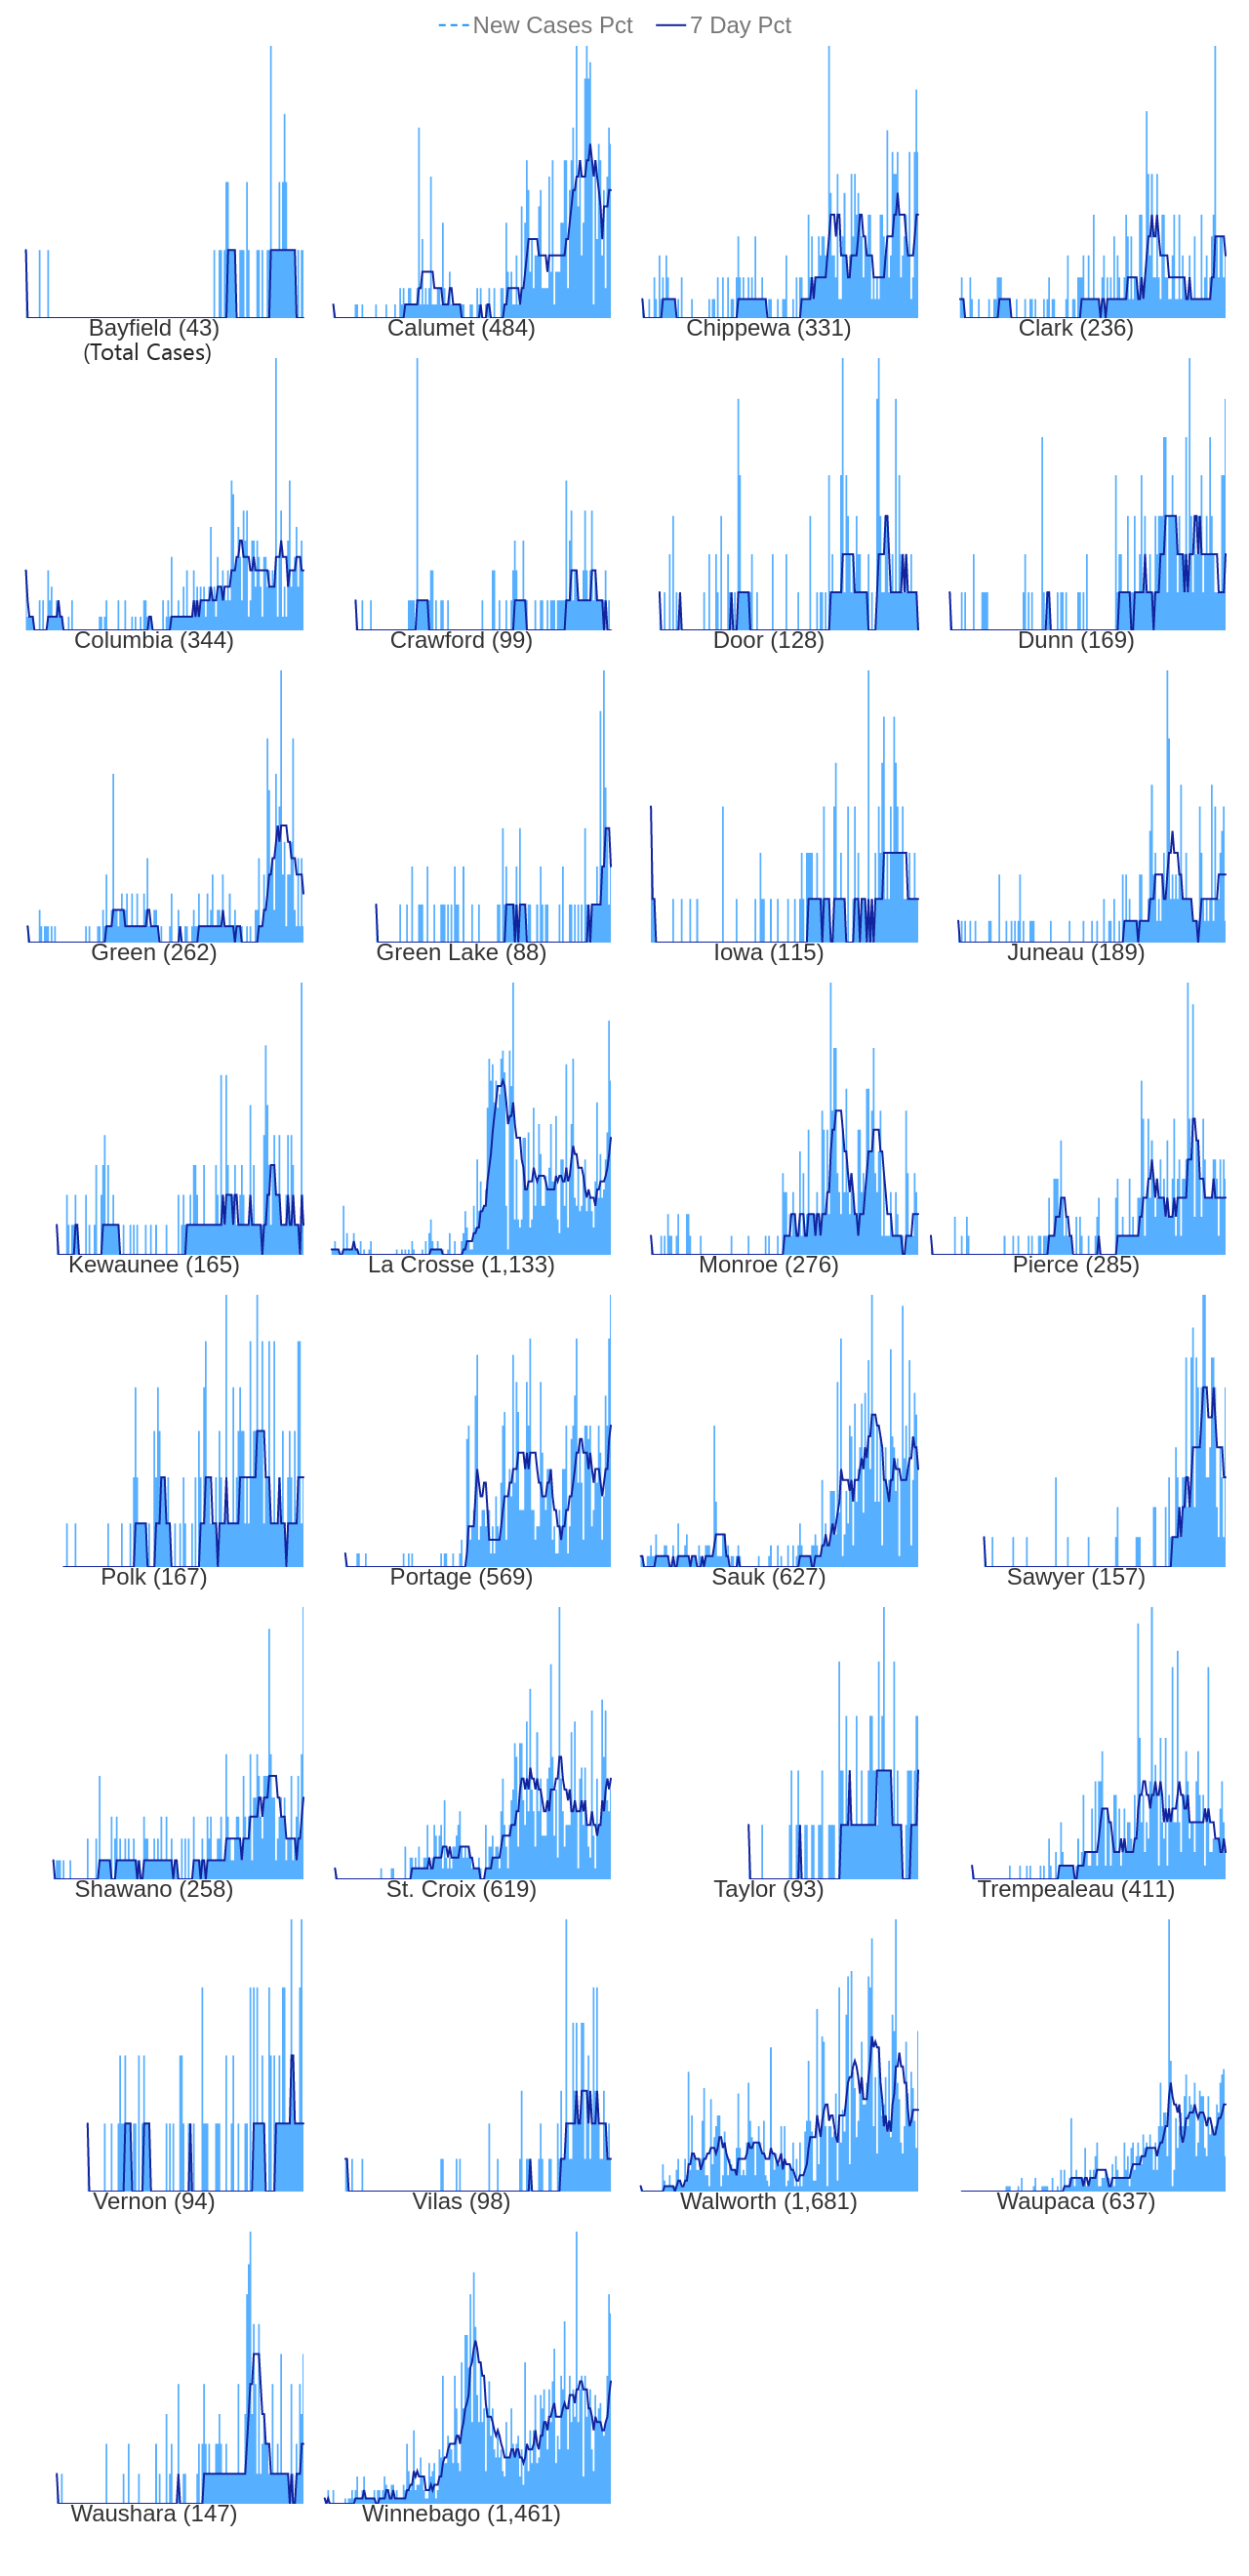 New Cases Pct 7 Day Pct
Bayfield (43) Calumet (484) Chippewa (331) Clark (236)
(Total Cases)
Columbia (344) Crawford (99) Door (128) Dunn (169)
Green (262) Green Lake (88) Iowa (115) Juneau (189)
Kewaunee (165) La Crosse (1,133) Monroe (276) Pierce (285)
Polk (167) Portage (569) Sauk (627) Sawyer (157)
Shawano (258) St. Croix (619) Taylor (93) Trempealeau (411)
Vernon (94) Vilas (98) Walworth (1,681) Waupaca (637)
Waushara (147) Winnebago (1,461)